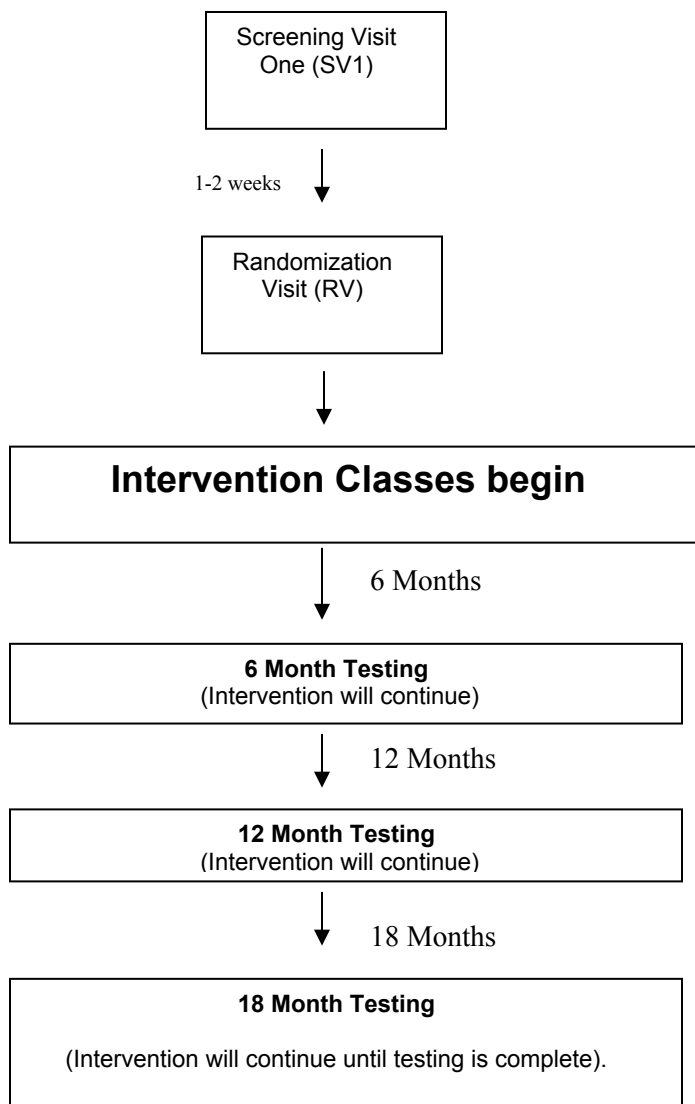 Screening Visit
One (SV1)
1-2 weeks
Randomization
Visit (RV)
Intervention Classes begin
6 Months
6 Month Testing
(Intervention will continue)
12 Months
12 Month Testing
(Intervention will continue)
18 Months
18 Month Testing
(Intervention will continue until testing is complete).